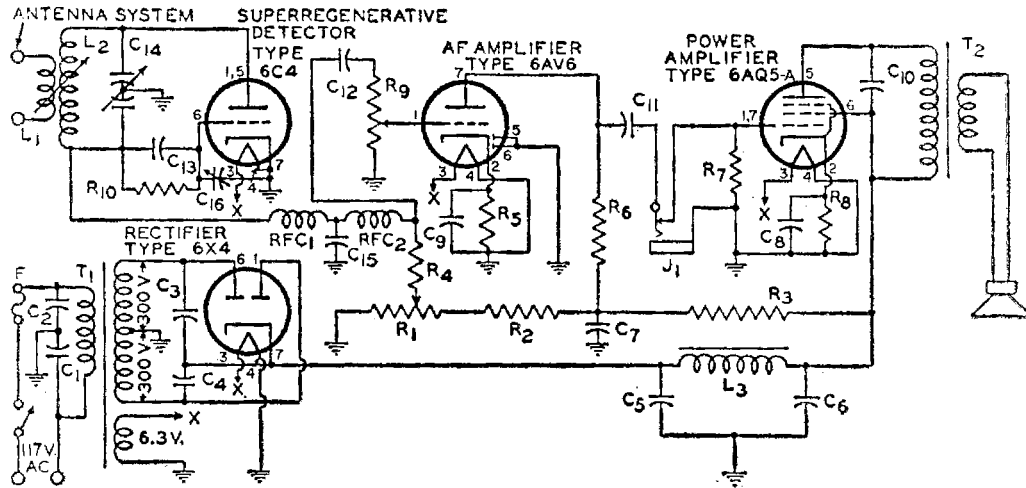 ANTENNA SYSTEM
SUPERREGENERATIVE
DETECTOR
TYPE
6C4
AF AMPLIFIER
TYPE 6AV6
POWER
AMPLIFIER
TYPE 6AQ5-A
L2
C14
1,5
6
3
4
7
L1
C13
R10
C16
X
C12
R9
7
1
5
6
3
4
2
X
C9
R5
C11
R6
J1
5
1,7
6
3
4
2
X
R7
C8
R8
C10
T2
RFC1
RFC2
C15
R4
R1
R2
C7
R3
RECTIFIER
TYPE 6X4
F
C2
C1
T1
300 V
300 V
C3
C4
6
1
3
4
7
X
L3
C5
C6
6.3 V.
X
117 V.
AC